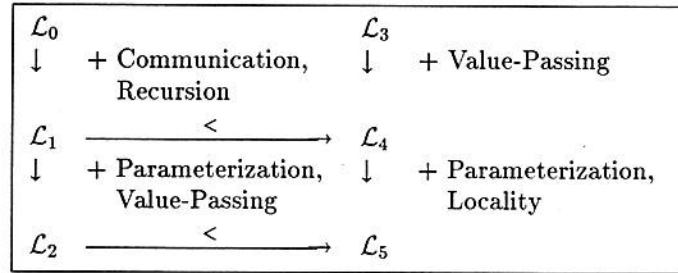 ℒ₀ ℒ₃
↓ + Communication, ↓ + Value-Passing
Recursion
<
ℒ₁ ⟶ ℒ₄
↓ + Parameterization, ↓ + Parameterization,
Value-Passing Locality
<
ℒ₂ ⟶ ℒ₅